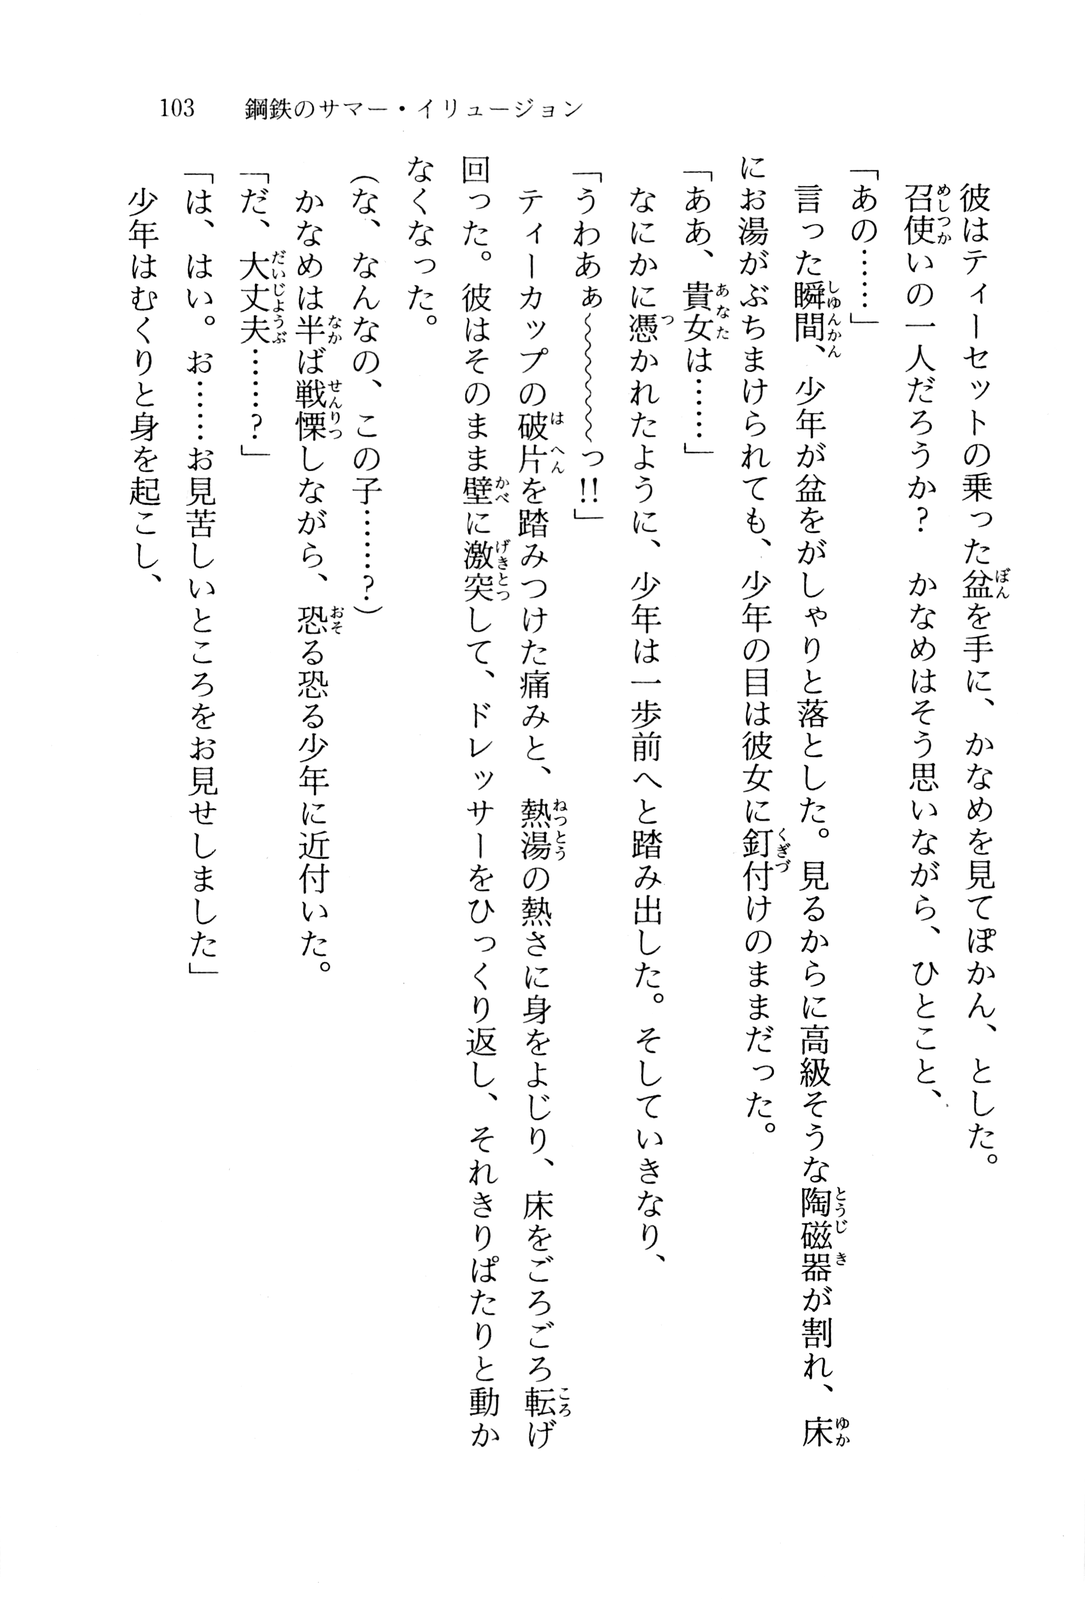 103　鋼鉄のサマー・イリュージョン
　彼はティーセットの乗った盆を手に、かなめを見てぽかん、とした。
　召使いの一人だろうか？　かなめはそう思いながら、ひとこと、
「あの……」
　言った瞬間、少年が盆をがしゃりと落とした。見るからに高級そうな陶磁器が割れ、床
にお湯がぶちまけられても、少年の目は彼女に釘付けのままだった。
「ああ、貴女は……」
　なにかに憑かれたように、少年は一歩前へと踏み出した。そしていきなり、
「うわあぁ〜〜〜〜〜っ!!」
　ティーカップの破片を踏みつけた痛みと、熱湯の熱さに身をよじり、床をごろごろ転げ
回った。彼はそのまま壁に激突して、ドレッサーをひっくり返し、それきりぱたりと動か
なくなった。
（な、なんなの、この子……？）
　かなめは半ば戦慄しながら、恐る恐る少年に近付いた。
「だ、大丈夫……？」
「は、はい。お……お見苦しいところをお見せしました」
　少年はむくりと身を起こし、